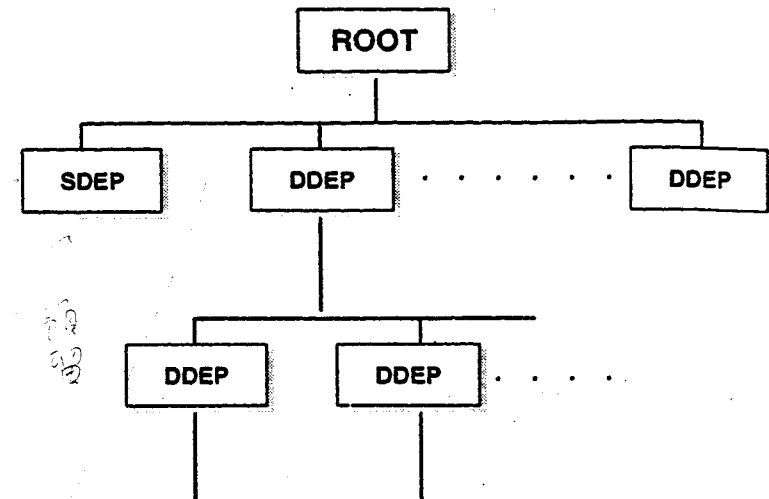 ROOT
SDEP DDEP . . . . . . DDEP
DDEP DDEP . . . .